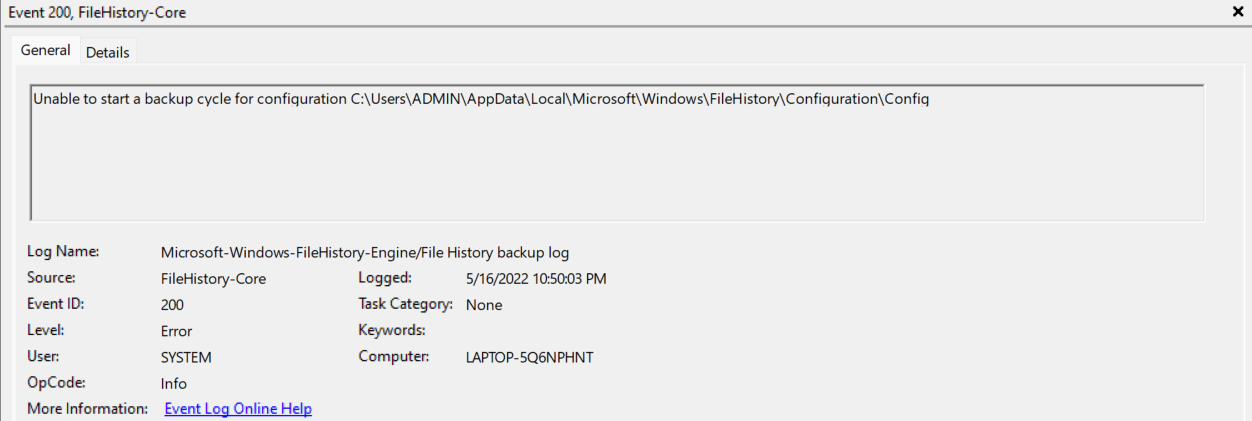 Event 200, FileHistory-Core
General Details
Unable to start a backup cycle for configuration C:\Users\ADMIN\AppData\Local\Microsoft\Windows\FileHistory\Configuration\Config
Log Name: Microsoft-Windows-FileHistory-Engine/File History backup log
Source: FileHistory-Core Logged: 5/16/2022 10:50:03 PM
Event ID: 200 Task Category: None
Level: Error Keywords:
User: SYSTEM Computer: LAPTOP-5Q6NPHNT
OpCode: Info
More Information: Event Log Online Help